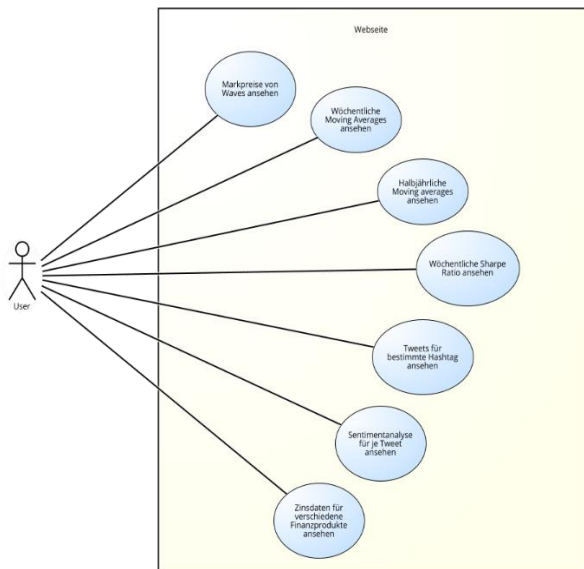 Webseite
Markpreise von
Waves ansehen
Wöchentliche
Moving Averages
ansehen
Halbjährliche
Moving averages
ansehen
Wöchentliche Sharpe
Ratio ansehen
User
Tweets für
bestimmte Hashtag
ansehen
Sentimentanalyse
für je Tweet
ansehen
Zinsdaten für
verschiedene
Finanzprodukte
ansehen